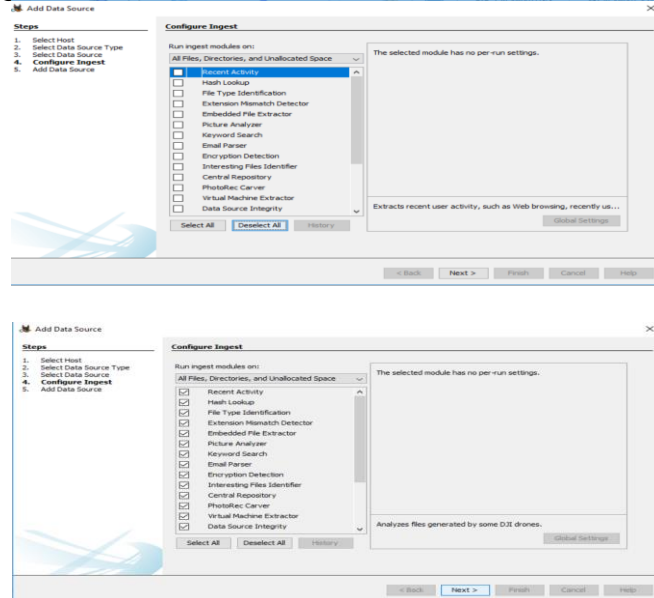 Add Data Source
Steps
1. Select Host
2. Select Data Source Type
3. Select Data Source
4. Configure Ingest
5. Add Data Source
Configure Ingest
Run ingest modules on:
All Files, Directories, and Unallocated Space
Recent Activity
Hash Lookup
File Type Identification
Extension Mismatch Detector
Embedded File Extractor
Picture Analyzer
Keyword Search
Email Parser
Encryption Detection
Interesting Files Identifier
Central Repository
PhotoRec Carver
Virtual Machine Extractor
Data Source Integrity
Select All Deselect All History
The selected module has no per-run settings.
Extracts recent user activity, such as Web browsing, recently us...
Global Settings
< Back Next > Finish Cancel Help
Add Data Source
Steps
1. Select Host
2. Select Data Source Type
3. Select Data Source
4. Configure Ingest
5. Add Data Source
Configure Ingest
Run ingest modules on:
All Files, Directories, and Unallocated Space
Recent Activity
Hash Lookup
File Type Identification
Extension Mismatch Detector
Embedded File Extractor
Picture Analyzer
Keyword Search
Email Parser
Encryption Detection
Interesting Files Identifier
Central Repository
PhotoRec Carver
Virtual Machine Extractor
Data Source Integrity
Select All Deselect All History
The selected module has no per-run settings.
Analyzes files generated by some DJI drones.
Global Settings
< Back Next > Finish Cancel Help